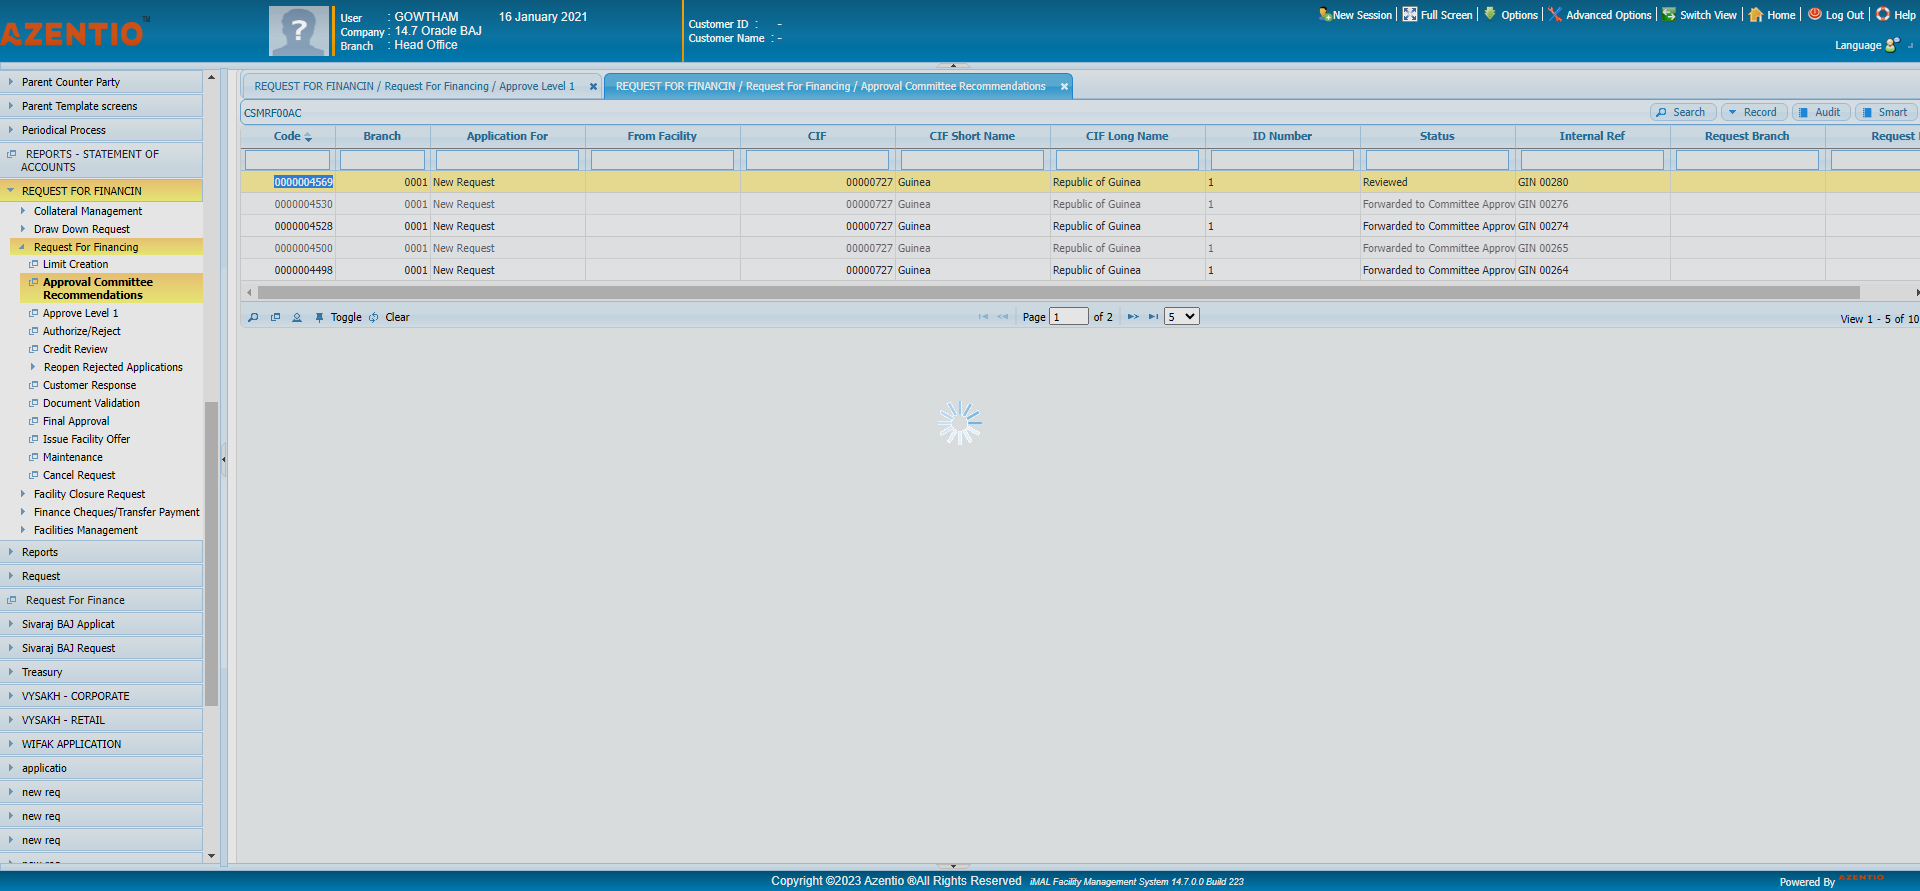 AZENTIO™
User : GOWTHAM 16 January 2021
Company : 14.7 Oracle BAJ
Branch : Head Office
Customer ID : -
Customer Name : -
New Session Full Screen Options Advanced Options Switch View Home Log Out Help
Language
Parent Counter Party
Parent Template screens
Periodical Process
REPORTS - STATEMENT OF
ACCOUNTS
REQUEST FOR FINANCIN
Collateral Management
Draw Down Request
Request For Financing
Limit Creation
Approval Committee
Recommendations
Approve Level 1
Authorize/Reject
Credit Review
Reopen Rejected Applications
Customer Response
Document Validation
Final Approval
Issue Facility Offer
Maintenance
Cancel Request
Facility Closure Request
Finance Cheques/Transfer Payment
Facilities Management
Reports
Request
Request For Finance
Sivaraj BAJ Applicat
Sivaraj BAJ Request
Treasury
VYSAKH - CORPORATE
VYSAKH - RETAIL
WIFAK APPLICATION
applicatio
new req
new req
new req
REQUEST FOR FINANCIN / Request For Financing / Approve Level 1
REQUEST FOR FINANCIN / Request For Financing / Approval Committee Recommendations
CSMRF00AC
Search Record Audit Smart
Code Branch Application For From Facility CIF CIF Short Name CIF Long Name ID Number Status Internal Ref Request Branch Request
0000004569 0001 New Request 00000727 Guinea Republic of Guinea 1 Reviewed GIN 00280
0000004530 0001 New Request 00000727 Guinea Republic of Guinea 1 Forwarded to Committee Approv GIN 00276
0000004528 0001 New Request 00000727 Guinea Republic of Guinea 1 Forwarded to Committee Approv GIN 00274
0000004500 0001 New Request 00000727 Guinea Republic of Guinea 1 Forwarded to Committee Approv GIN 00265
0000004498 0001 New Request 00000727 Guinea Republic of Guinea 1 Forwarded to Committee Approv GIN 00264
Toggle Clear
Page 1 of 2 5
View 1 - 5 of 10
Copyright ©2023 Azentio ®All Rights Reserved iMAL Facility Management System 14.7.0.0 Build 223
Powered By AZENTIO